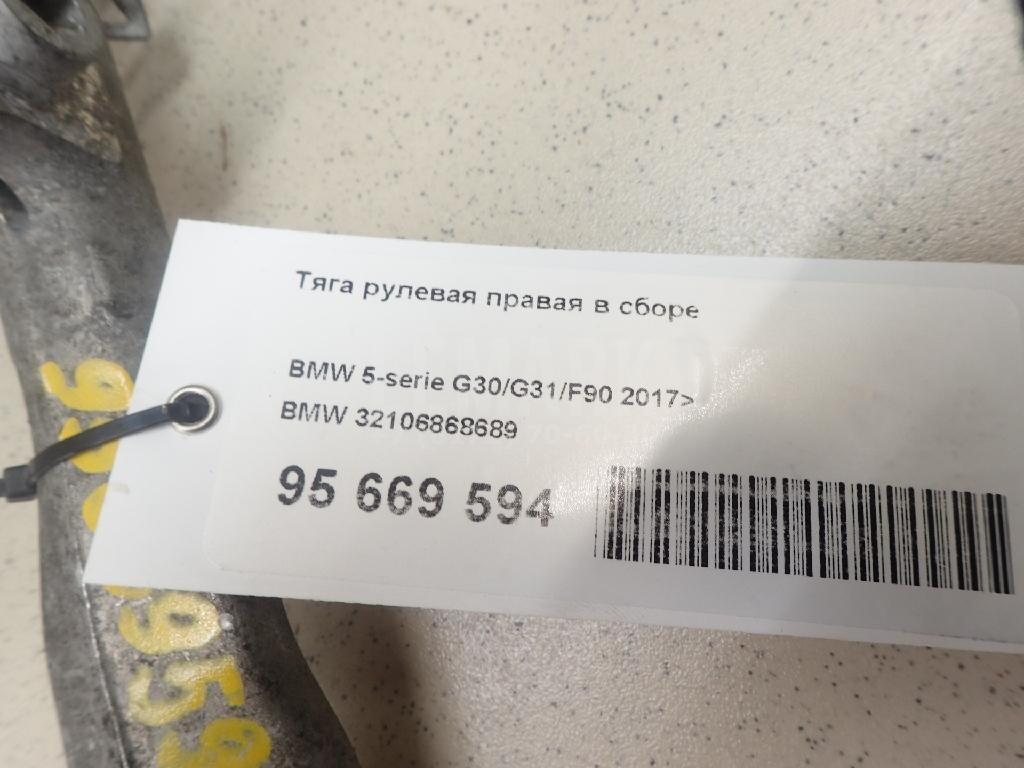 Тяга рулевая правая в сборе
BMW 5-serie G30/G31/F90 2017>
BMW 32106868689
95 669 594